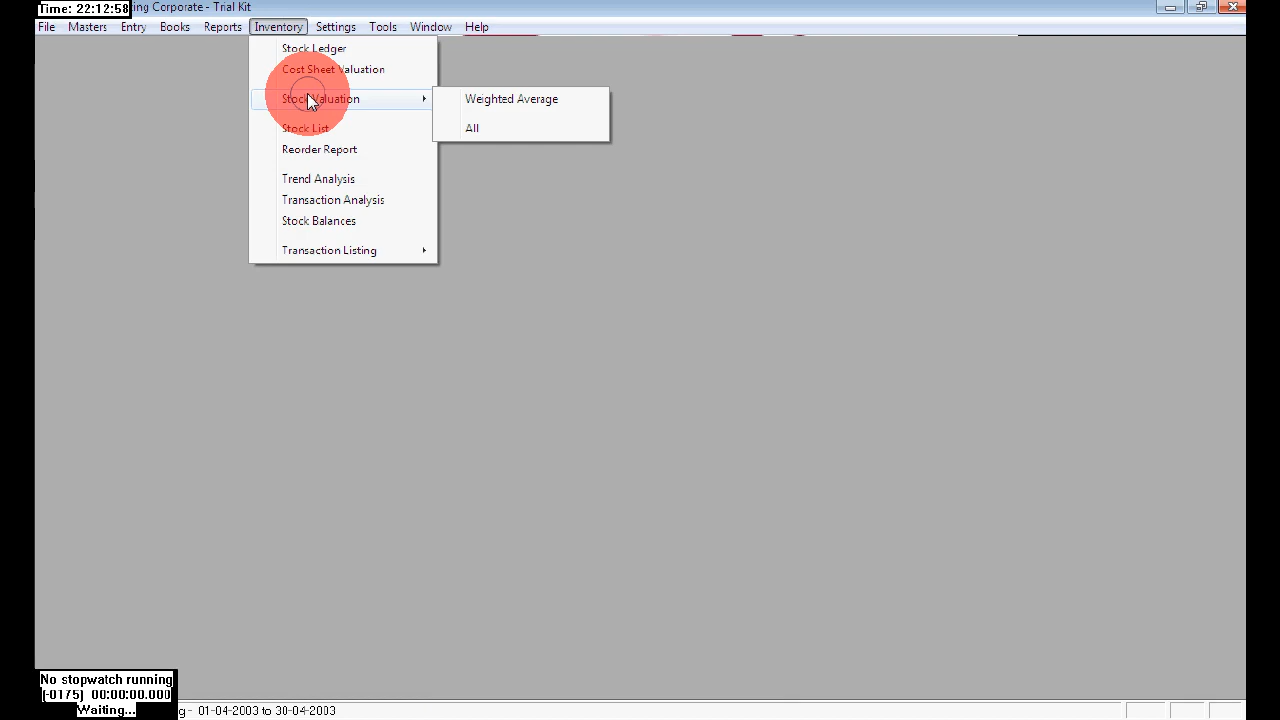 Time: 22:12:58
ing Corporate - Trial Kit
File Masters Entry Books Reports Inventory Settings Tools Window Help
Stock Ledger
Cost Sheet Valuation
Stock Valuation
Weighted Average
All
Stock List
Reorder Report
Trend Analysis
Transaction Analysis
Stock Balances
Transaction Listing
No stopwatch running
(-0175) 00:00:00.000
Waiting...
g - 01-04-2003 to 30-04-2003